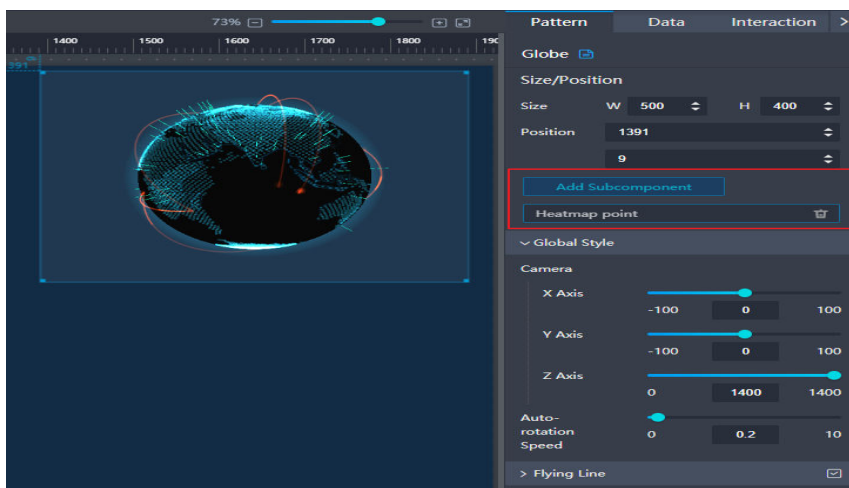 73%
1400 1500 1600 1700 1800 190
391
Pattern Data Interaction >
Globe
Size/Position
Size W 500 H 400
Position 1391
9
Add Subcomponent
Heatmap point
Global Style
Camera
X Axis
-100 0 100
Y Axis
-100 0 100
Z Axis
0 1400 1400
Auto-
rotation
Speed
0 0.2 10
> Flying Line